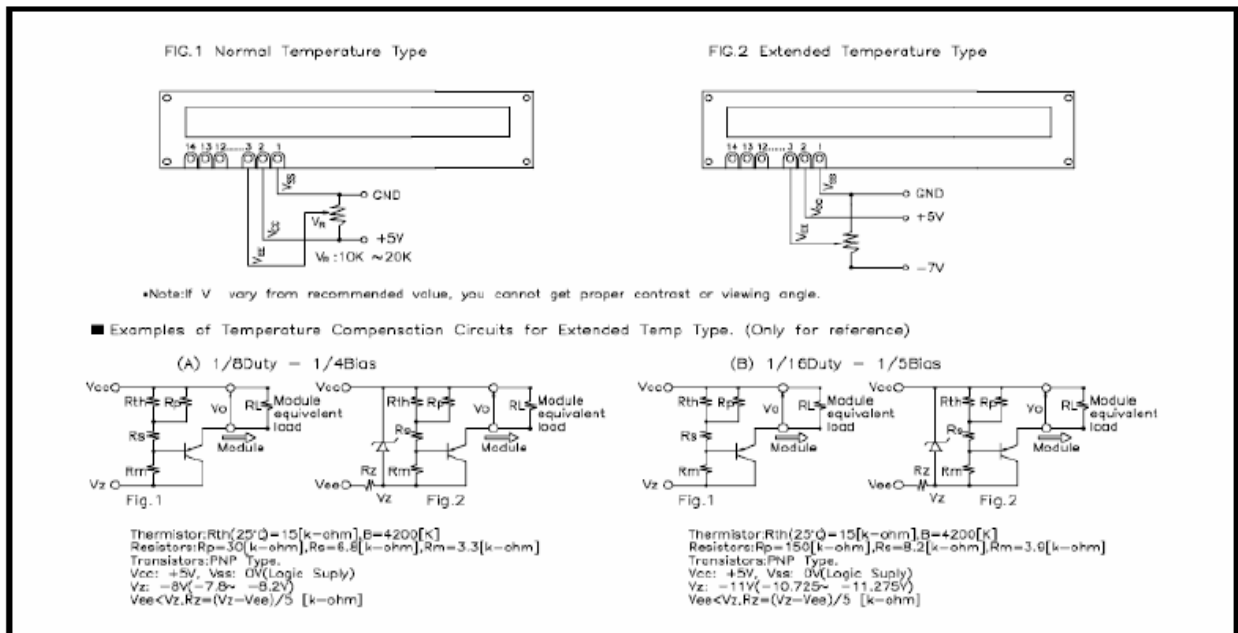 FIG.1 Normal Temperature Type
14 13 12......3 2 1
VSS
GND
VR
VCC
+5V
VEE
VR :10K ~20K
FIG.2 Extended Temperature Type
14 13 12......3 2 1
VSS
GND
VCC
+5V
VEE
-7V
•Note:If V vary from recommended value, you cannot get proper contrast or viewing angle.
■ Examples of Temperature Compensation Circuits for Extended Temp Type. (Only for reference)
(A) 1/8Duty - 1/4Bias
Vcc
Rth
Rp
Vo
RL
Module
equivalent
load
Rs
Module
Rm
Vz
Fig.1
Vcc
Rth
Rp
Vo
RL
Module
equivalent
load
Rs
Module
Rz
Rm
Vee
Vz
Fig.2
Thermistor:Rth(25℃)=15[k-ohm],B=4200[K]
Resistors:Rp=30[k-ohm],Rs=6.8[k-ohm],Rm=3.3[k-ohm]
Transistors:PNP Type.
Vcc: +5V, Vss: 0V(Logic Suply)
Vz: -8V(-7.8~ -8.2V)
Vee<Vz,Rz=(Vz-Vee)/5 [k-ohm]
(B) 1/16Duty - 1/5Bias
Vcc
Rth
Rp
Vo
RL
Module
equivalent
load
Rs
Module
Rm
Vz
Fig.1
Vcc
Rth
Rp
Vo
RL
Module
equivalent
load
Rs
Module
Rz
Rm
Vee
Vz
Fig.2
Thermistor:Rth(25℃)=15[k-ohm],B=4200[K]
Resistors:Rp=150[k-ohm],Rs=8.2[k-ohm],Rm=3.9[k-ohm]
Transistors:PNP Type.
Vcc: +5V, Vss: 0V(Logic Suply)
Vz: -11V(-10.725~ -11.275V)
Vee<Vz,Rz=(Vz-Vee)/5 [k-ohm]